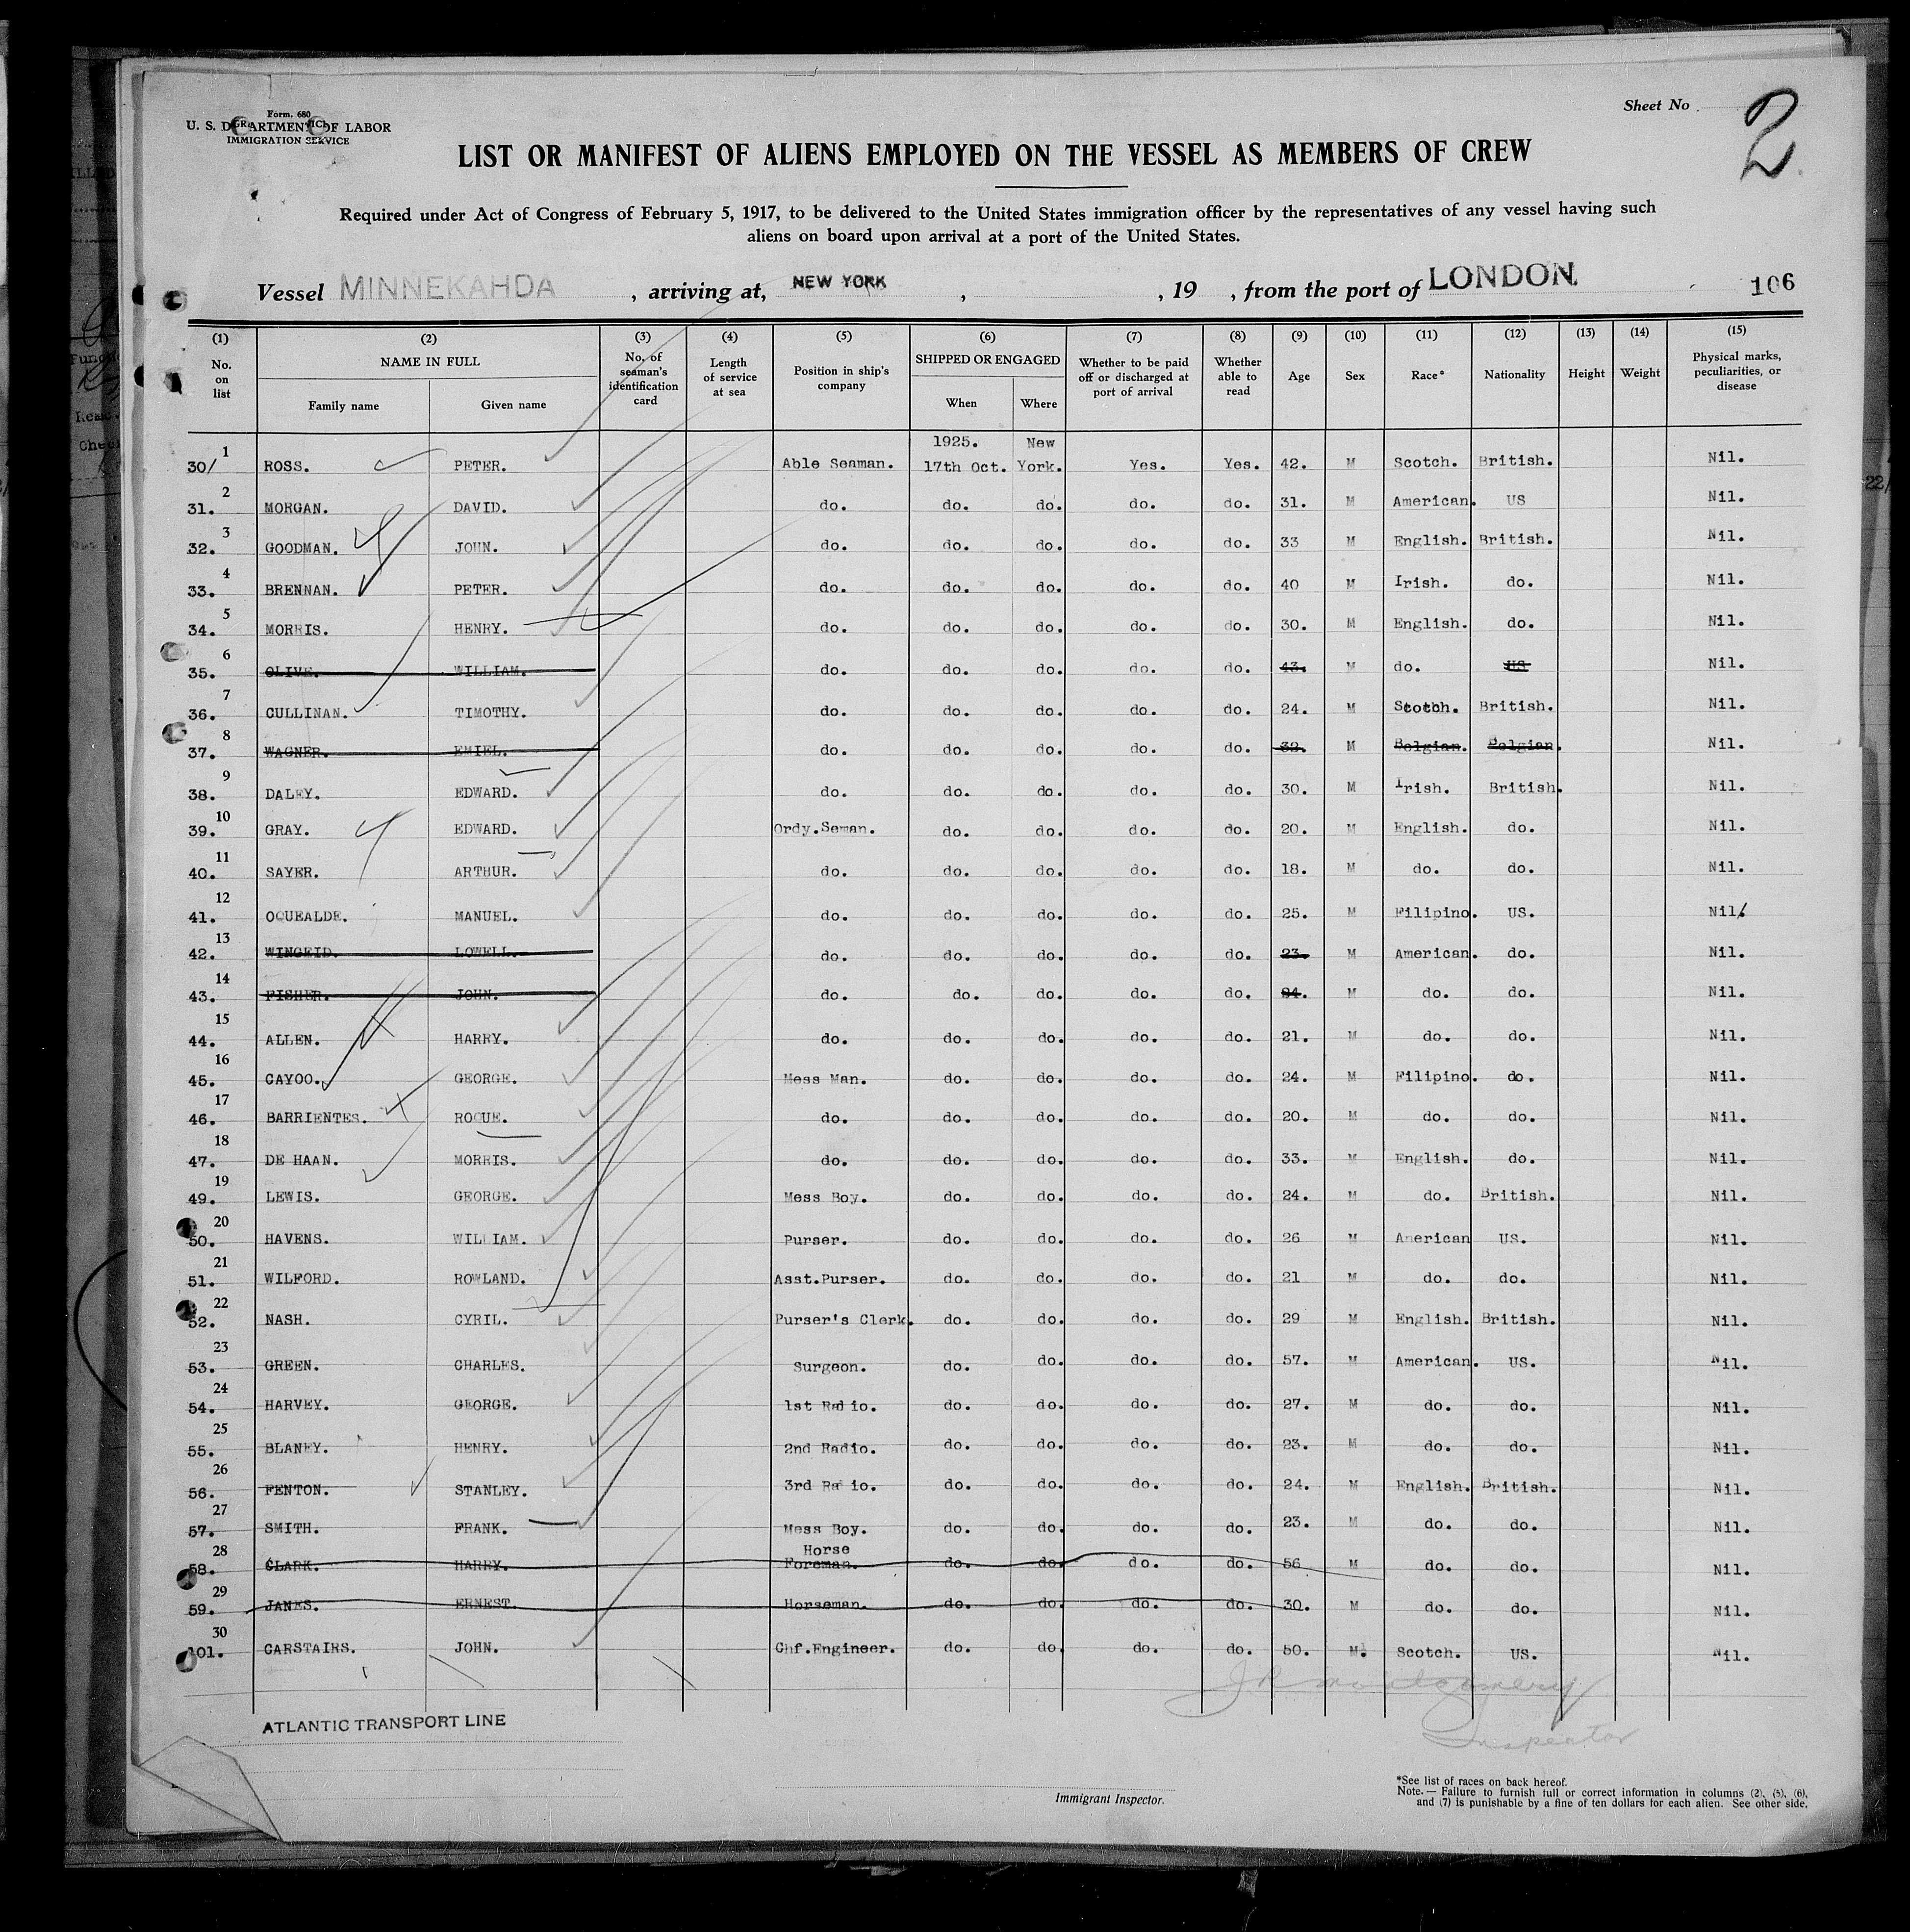 Form. 680
U. S. DEPARTMENT OF LABOR
IMMIGRATION SERVICE
Sheet No 2
LIST OR MANIFEST OF ALIENS EMPLOYED ON THE VESSEL AS MEMBERS OF CREW
Required under Act of Congress of February 5, 1917, to be delivered to the United States immigration officer by the representatives of any vessel having such
aliens on board upon arrival at a port of the United States.
Vessel MINNEKAHDA , arriving at, NEW YORK , , 19 , from the port of LONDON. 106
(1) (2) (3) (4) (5) (6) (7) (8) (9) (10) (11) (12) (13) (14) (15)
No. on list NAME IN FULL Family name Given name No. of seaman's identification card Length of service at sea Position in ship's company SHIPPED OR ENGAGED When Where Whether to be paid off or discharged at port of arrival Whether able to read Age Sex Race* Nationality Height Weight Physical marks, peculiarities, or disease
1925. New
1 30/ ROSS. PETER. Able Seaman. 17th Oct. York. Yes. Yes. 42. M Scotch. British. Nil.
2 31. MORGAN. DAVID. do. do. do. do. do. 31. M American. US Nil.
3 32. GOODMAN. JOHN. do. do. do. do. do. 33 M English. British. Nil.
4 33. BRENNAN. PETER. do. do. do. do. do. 40 M Irish. do. Nil.
5 34. MORRIS. HENRY. do. do. do. do. do. 30. M English. do. Nil.
6 35. OLIVE. WILLIAM. do. do. do. do. do. 43. M do. US Nil.
7 36. CULLINAN. TIMOTHY. do. do. do. do. do. 24. M Scotch. British. Nil.
8 37. WAGNER. EMIEL. do. do. do. do. do. 32. M Belgian. Belgian. Nil.
9 38. DALEY. EDWARD. do. do. do. do. do. 30. M Irish. British. Nil.
10 39. GRAY. EDWARD. Ordy.Seman. do. do. do. do. 20. M English. do. Nil.
11 40. SAYER. ARTHUR. do. do. do. do. do. 18. M do. do. Nil.
12 41. OQUEALDE. MANUEL. do. do. do. do. do. 25. M Filipino. US. Nil.
13 42. WINGEID. LOWELL. do. do. do. do. do. 23. M American. do. Nil.
14 43. FISHER. JOHN. do. do. do. do. do. M do. do. Nil.
15 44. ALLEN. HARRY. do. do. do. do. do. 21. M do. do. Nil.
16 45. CAYOO. GEORGE. Mess Man. do. do. do. do. 24. M Filipino. do. Nil.
17 46. BARRIENTES. ROQUE. do. do. do. do. do. 20. M do. do. Nil.
18 47. DE HAAN. MORRIS. do. do. do. do. do. 33. M English. do. Nil.
19 49. LEWIS. GEORGE. Mess Boy. do. do. do. do. 24. M do. British. Nil.
20 50. HAVENS. WILLIAM. Purser. do. do. do. do. 26 M American US. Nil.
21 51. WILFORD. ROWLAND. Asst.Purser. do. do. do. do. 21 M do. do. Nil.
22 52. NASH. CYRIL. Purser's Clerk. do. do. do. do. 29 M English. British. Nil.
23 53. GREEN. CHARLES. Surgeon. do. do. do. do. 57. M American. US. Nil.
24 54. HARVEY. GEORGE. 1st Radio. do. do. do. do. 27. M do. do. Nil.
25 55. BLANEY. HENRY. 2nd Radio. do. do. do. do. 23. M do. do. Nil.
26 56. FENTON. STANLEY. 3rd Radio. do. do. do. do. 24. M English. British. Nil.
27 57. SMITH. FRANK. Mess Boy. do. do. do. do. 23. M do. do. Nil.
28 58. CLARK. HARRY. Horse Foreman. do. do. do. do. 56 M do. do. Nil.
29 59. JANES. ERNEST. Horseman. do. do. do. do. 30. M do. do. Nil.
30 101. CARSTAIRS. JOHN. Chf.Engineer. do. do do. do. 50. M. Scotch. US. Nil.
J R Montgomery
Inspector
ATLANTIC TRANSPORT LINE
Immigrant Inspector.
*See list of races on back hereof.
Note.— Failure to furnish full or correct information in columns (2), (5), (6),
and (7) is punishable by a fine of ten dollars for each alien. See other side.